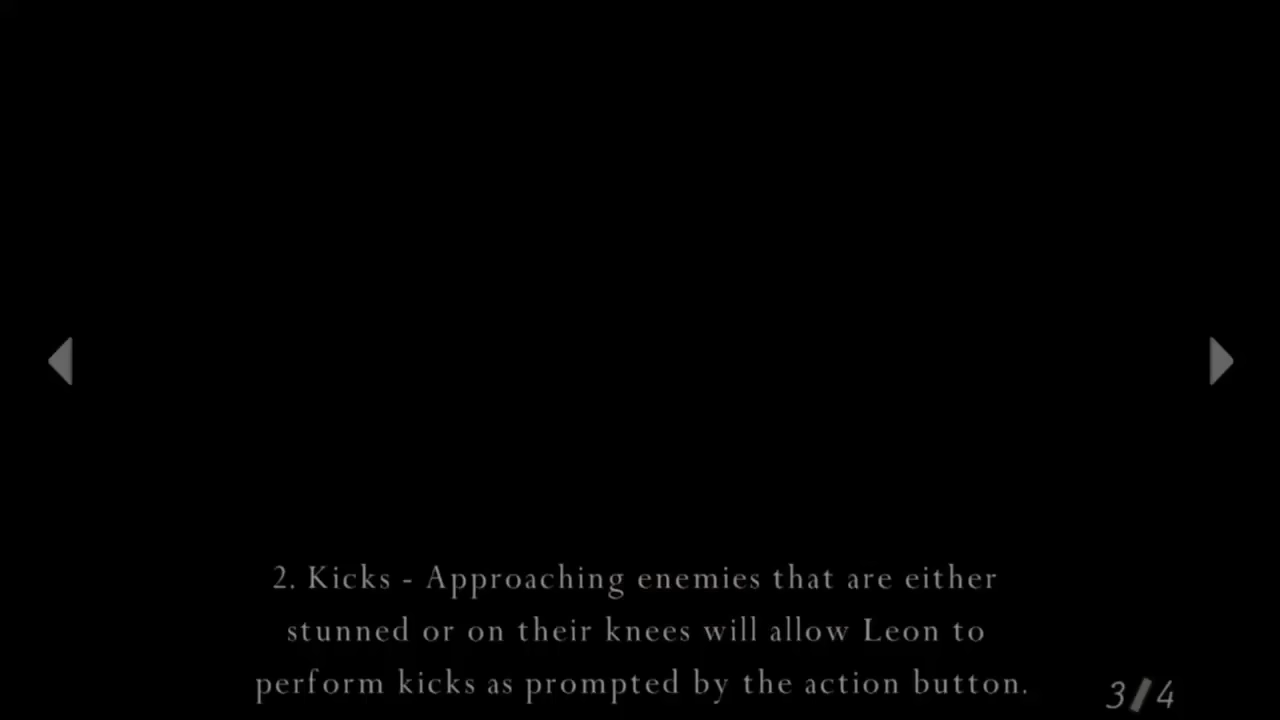 2. Kicks - Approaching enemies that are either
stunned or on their knees will allow Leon to
perform kicks as prompted by the action button.
3/4